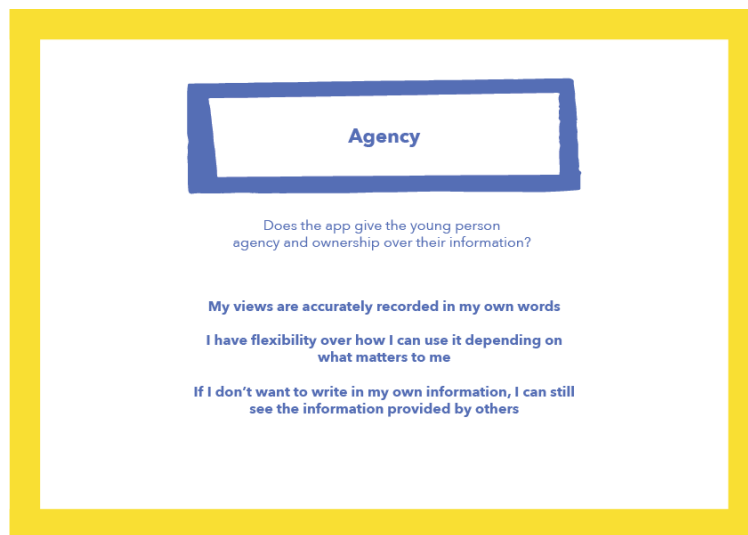 Agency
Does the app give the young person
agency and ownership over their information?
My views are accurately recorded in my own words
I have flexibility over how I can use it depending on
what matters to me
If I don’t want to write in my own information, I can still
see the information provided by others